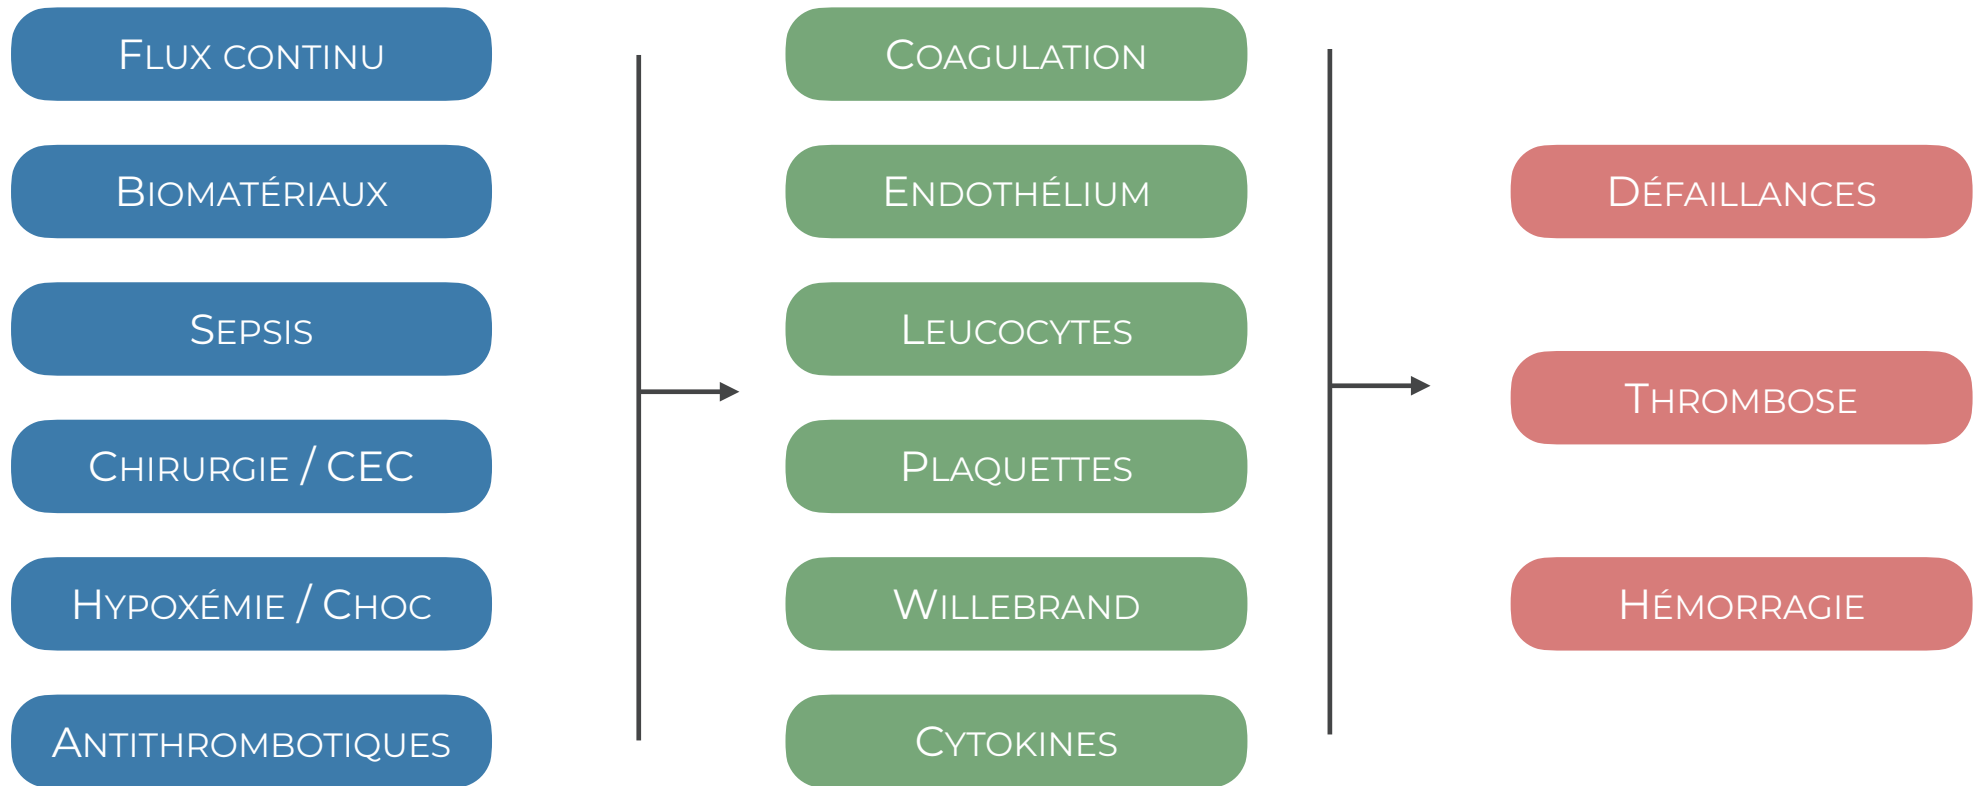 Flux continu
Biomatériaux
Sepsis
Chirurgie / CEC
Hypoxémie / Choc
Antithrombotiques
Coagulation
Endothélium
Leucocytes
Plaquettes
Willebrand
Cytokines
Défaillances
Thrombose
Hémorragie